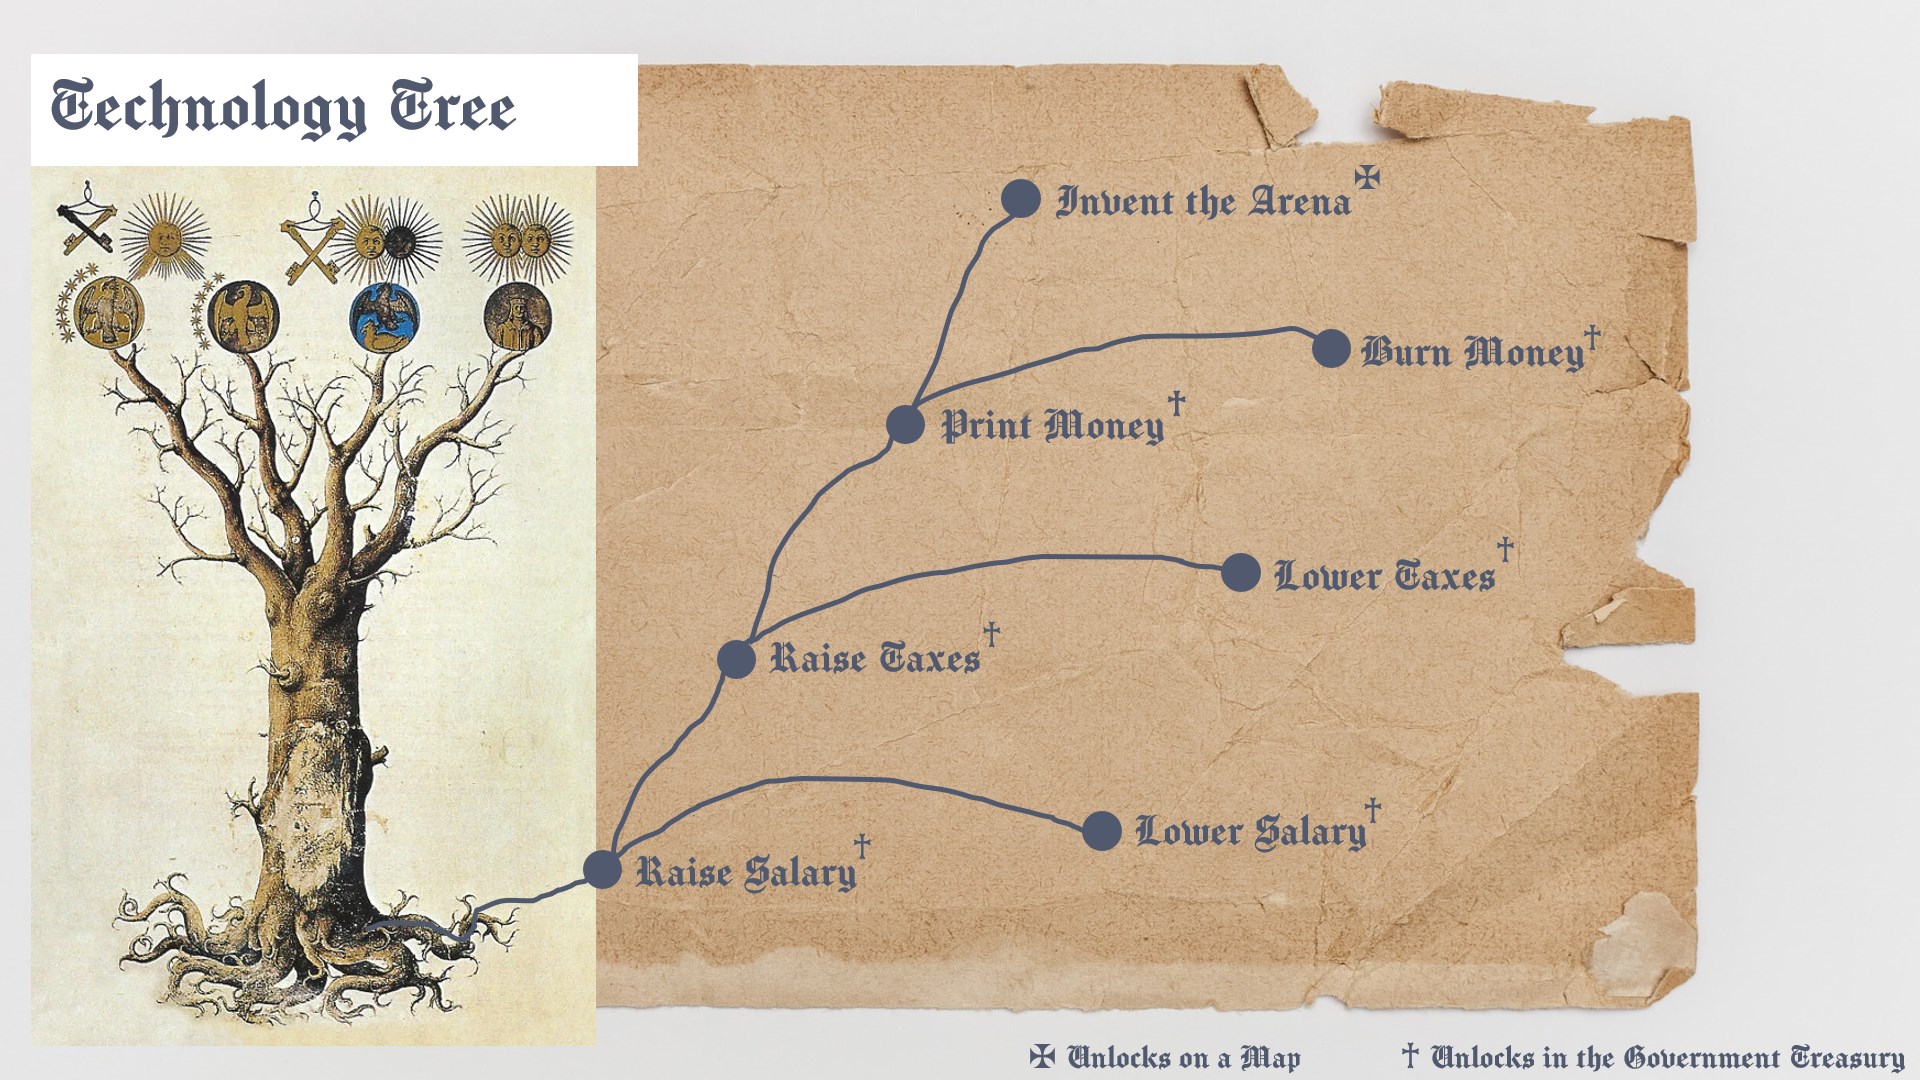 Technology Tree
Invent the Arena✠
Burn Money†
Print Money†
Lower Taxes†
Raise Taxes†
Lower Salary†
Raise Salary†
✠ Unlocks on a Map
† Unlocks in the Government Treasury